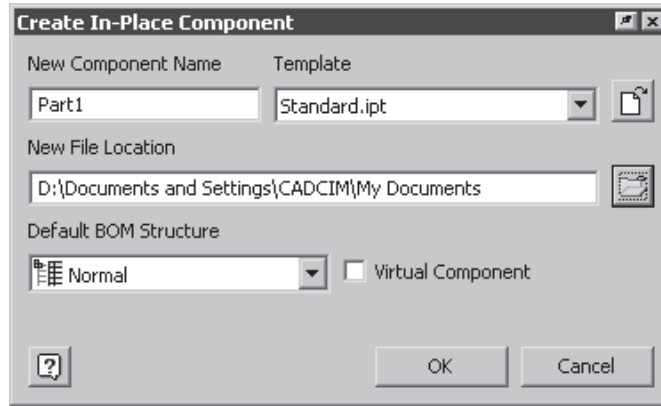 Create In-Place Component
New Component Name
Template
Part1
Standard.ipt
New File Location
D:\Documents and Settings\CADCIM\My Documents
Default BOM Structure
Normal
Virtual Component
?
OK
Cancel